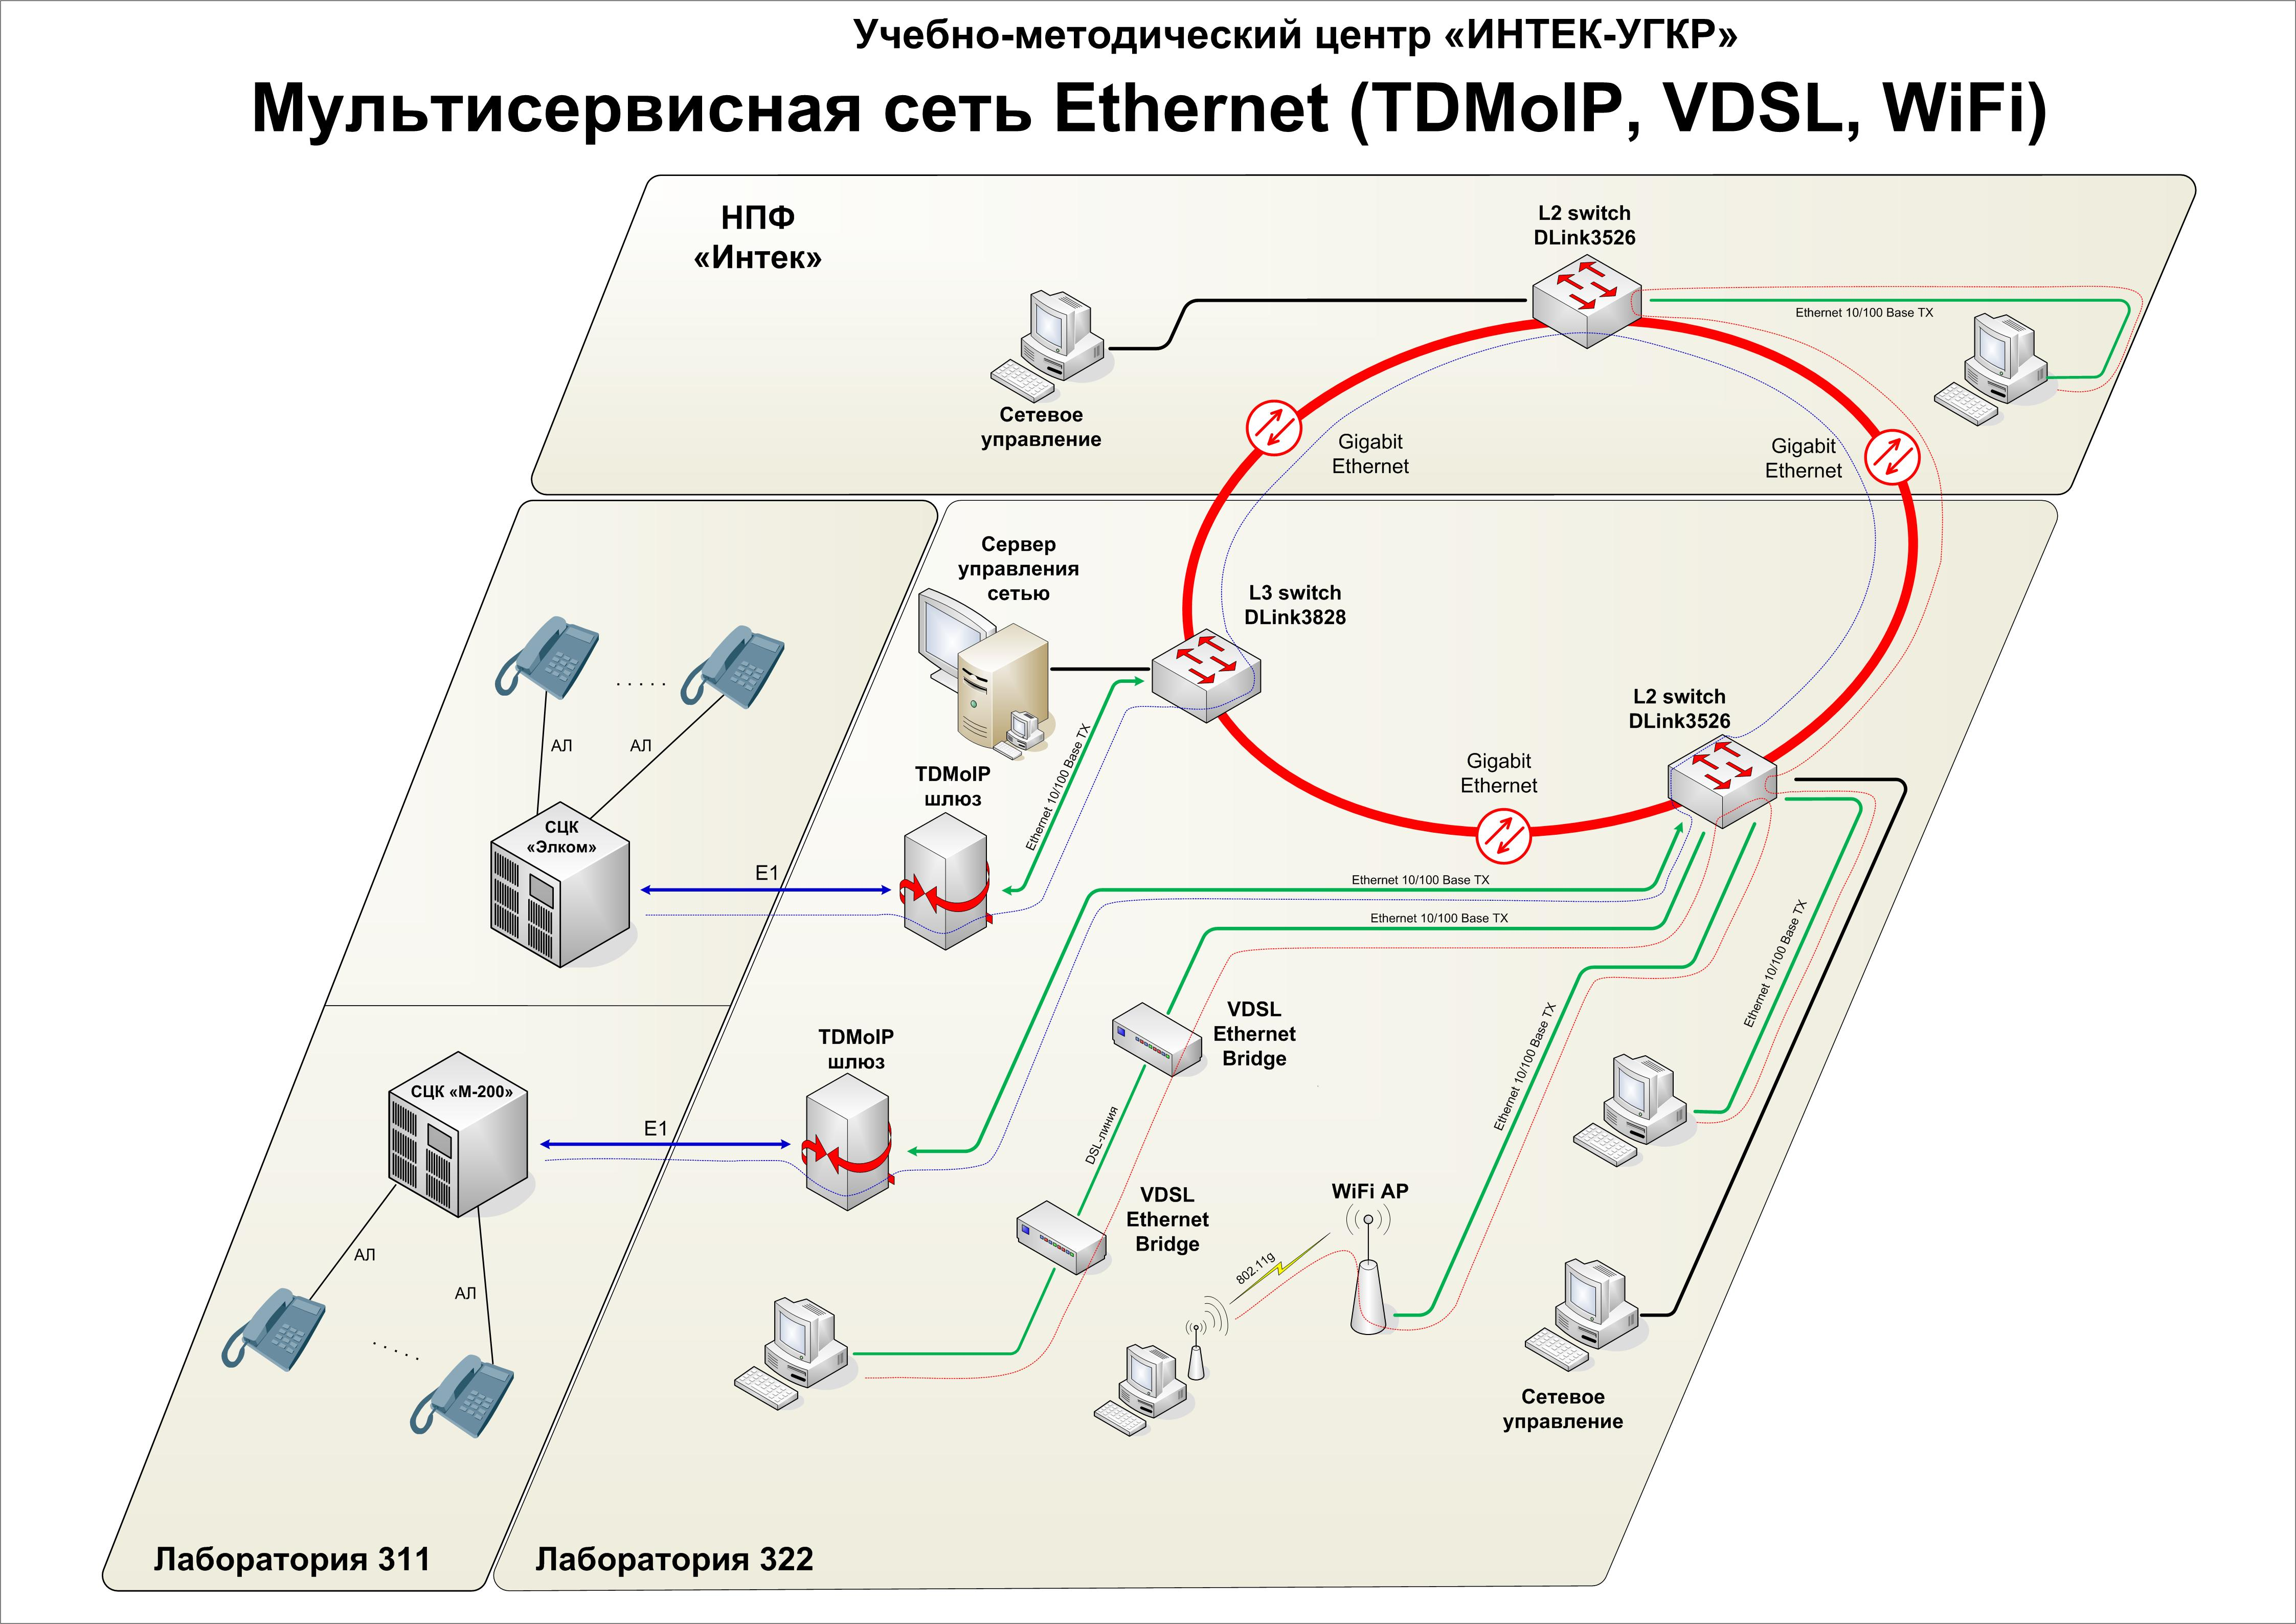 Учебно-методический центр «ИНТЕК-УГКР»
Мультисервисная сеть Ethernet (TDMoIP, VDSL, WiFi)
НПФ
«Интек»
L2 switch
DLink3526
Ethernet 10/100 Base TX
Сетевое
управление
Gigabit
Ethernet
Gigabit
Ethernet
Сервер
управления
сетью
L3 switch
DLink3828
L2 switch
DLink3526
АЛ
АЛ
Ethernet 10/100 Base TX
TDMoIP
шлюз
Gigabit
Ethernet
СЦК
«Элком»
E1
Ethernet 10/100 Base TX
Ethernet 10/100 Base TX
Ethernet 10/100 Base TX
VDSL
Ethernet
Bridge
TDMoIP
шлюз
Ethernet 10/100 Base TX
СЦК «М-200»
E1
DSL-линия
VDSL
Ethernet
Bridge
WiFi AP
АЛ
802.11g
АЛ
Сетевое
управление
Лаборатория 311
Лаборатория 322